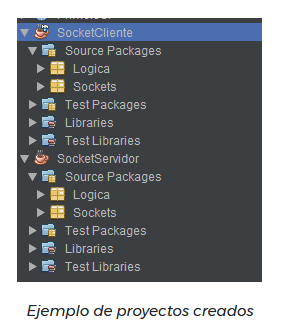 SocketCliente
Source Packages
Logica
Sockets
Test Packages
Libraries
Test Libraries
SocketServidor
Source Packages
Logica
Sockets
Test Packages
Libraries
Test Libraries
Ejemplo de proyectos creados